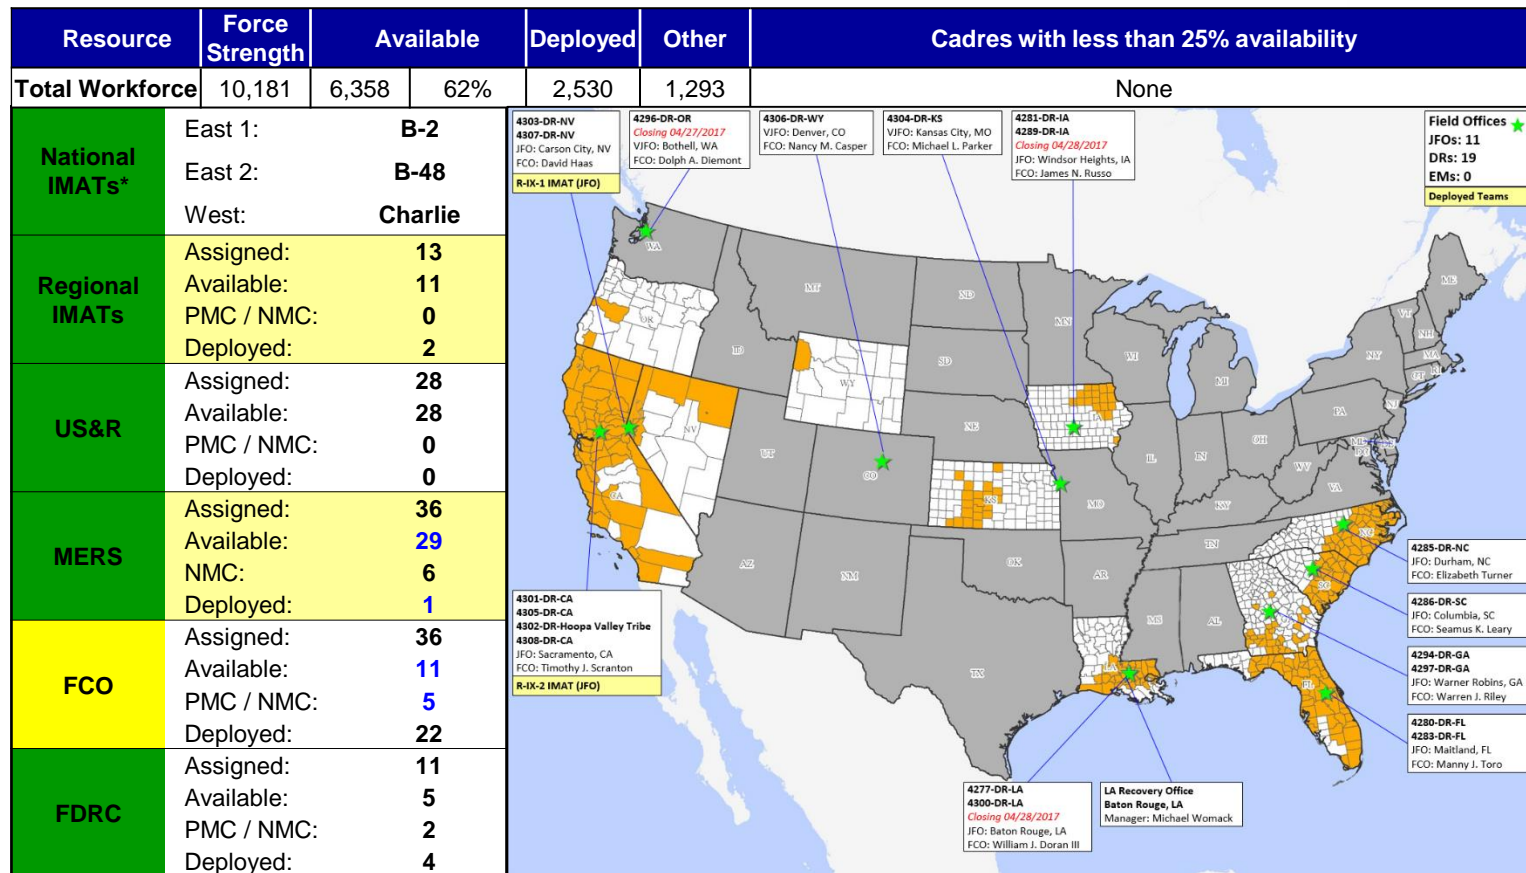 Resource Force Strength Available Deployed Other Cadres with less than 25% availability
Total Workforce 10,181 6,358 62% 2,530 1,293 None
National IMATs*
East 1: B-2
East 2: B-48
West: Charlie
Regional IMATs
Assigned: 13
Available: 11
PMC / NMC: 0
Deployed: 2
US&R
Assigned: 28
Available: 28
PMC / NMC: 0
Deployed: 0
MERS
Assigned: 36
Available: 29
NMC: 6
Deployed: 1
FCO
Assigned: 36
Available: 11
PMC / NMC: 5
Deployed: 22
FDRC
Assigned: 11
Available: 5
PMC / NMC: 2
Deployed: 4
4303-DR-NV
4307-DR-NV
JFO: Carson City, NV
FCO: David Haas
R-IX-1 IMAT (JFO)
4296-DR-OR
Closing 04/27/2017
VJFO: Bothell, WA
FCO: Dolph A. Diemont
4306-DR-WY
VJFO: Denver, CO
FCO: Nancy M. Casper
4304-DR-KS
VJFO: Kansas City, MO
FCO: Michael L. Parker
4281-DR-IA
4289-DR-IA
Closing 04/28/2017
JFO: Windsor Heights, IA
FCO: James N. Russo
Field Offices
JFOs: 11
DRs: 19
EMs: 0
Deployed Teams
WA
MT
ND
MN
ME
OR
ID
WY
SD
WI
MI
VT
NH
NY
MA
CT
RI
NV
UT
CO
NE
IA
IL
IN
OH
PA
NJ
MD
DE
DC
WV
VA
CA
KS
MO
KY
AZ
NM
OK
AR
TN
NC
SC
TX
LA
MS
AL
GA
FL
4301-DR-CA
4305-DR-CA
4302-DR-Hoopa Valley Tribe
4308-DR-CA
JFO: Sacramento, CA
FCO: Timothy J. Scranton
R-IX-2 IMAT (JFO)
4285-DR-NC
JFO: Durham, NC
FCO: Elizabeth Turner
4286-DR-SC
JFO: Columbia, SC
FCO: Seamus K. Leary
4294-DR-GA
4297-DR-GA
JFO: Warner Robins, GA
FCO: Warren J. Riley
4280-DR-FL
4283-DR-FL
JFO: Maitland, FL
FCO: Manny J. Toro
4277-DR-LA
4300-DR-LA
Closing 04/28/2017
JFO: Baton Rouge, LA
FCO: William J. Doran III
LA Recovery Office
Baton Rouge, LA
Manager: Michael Womack